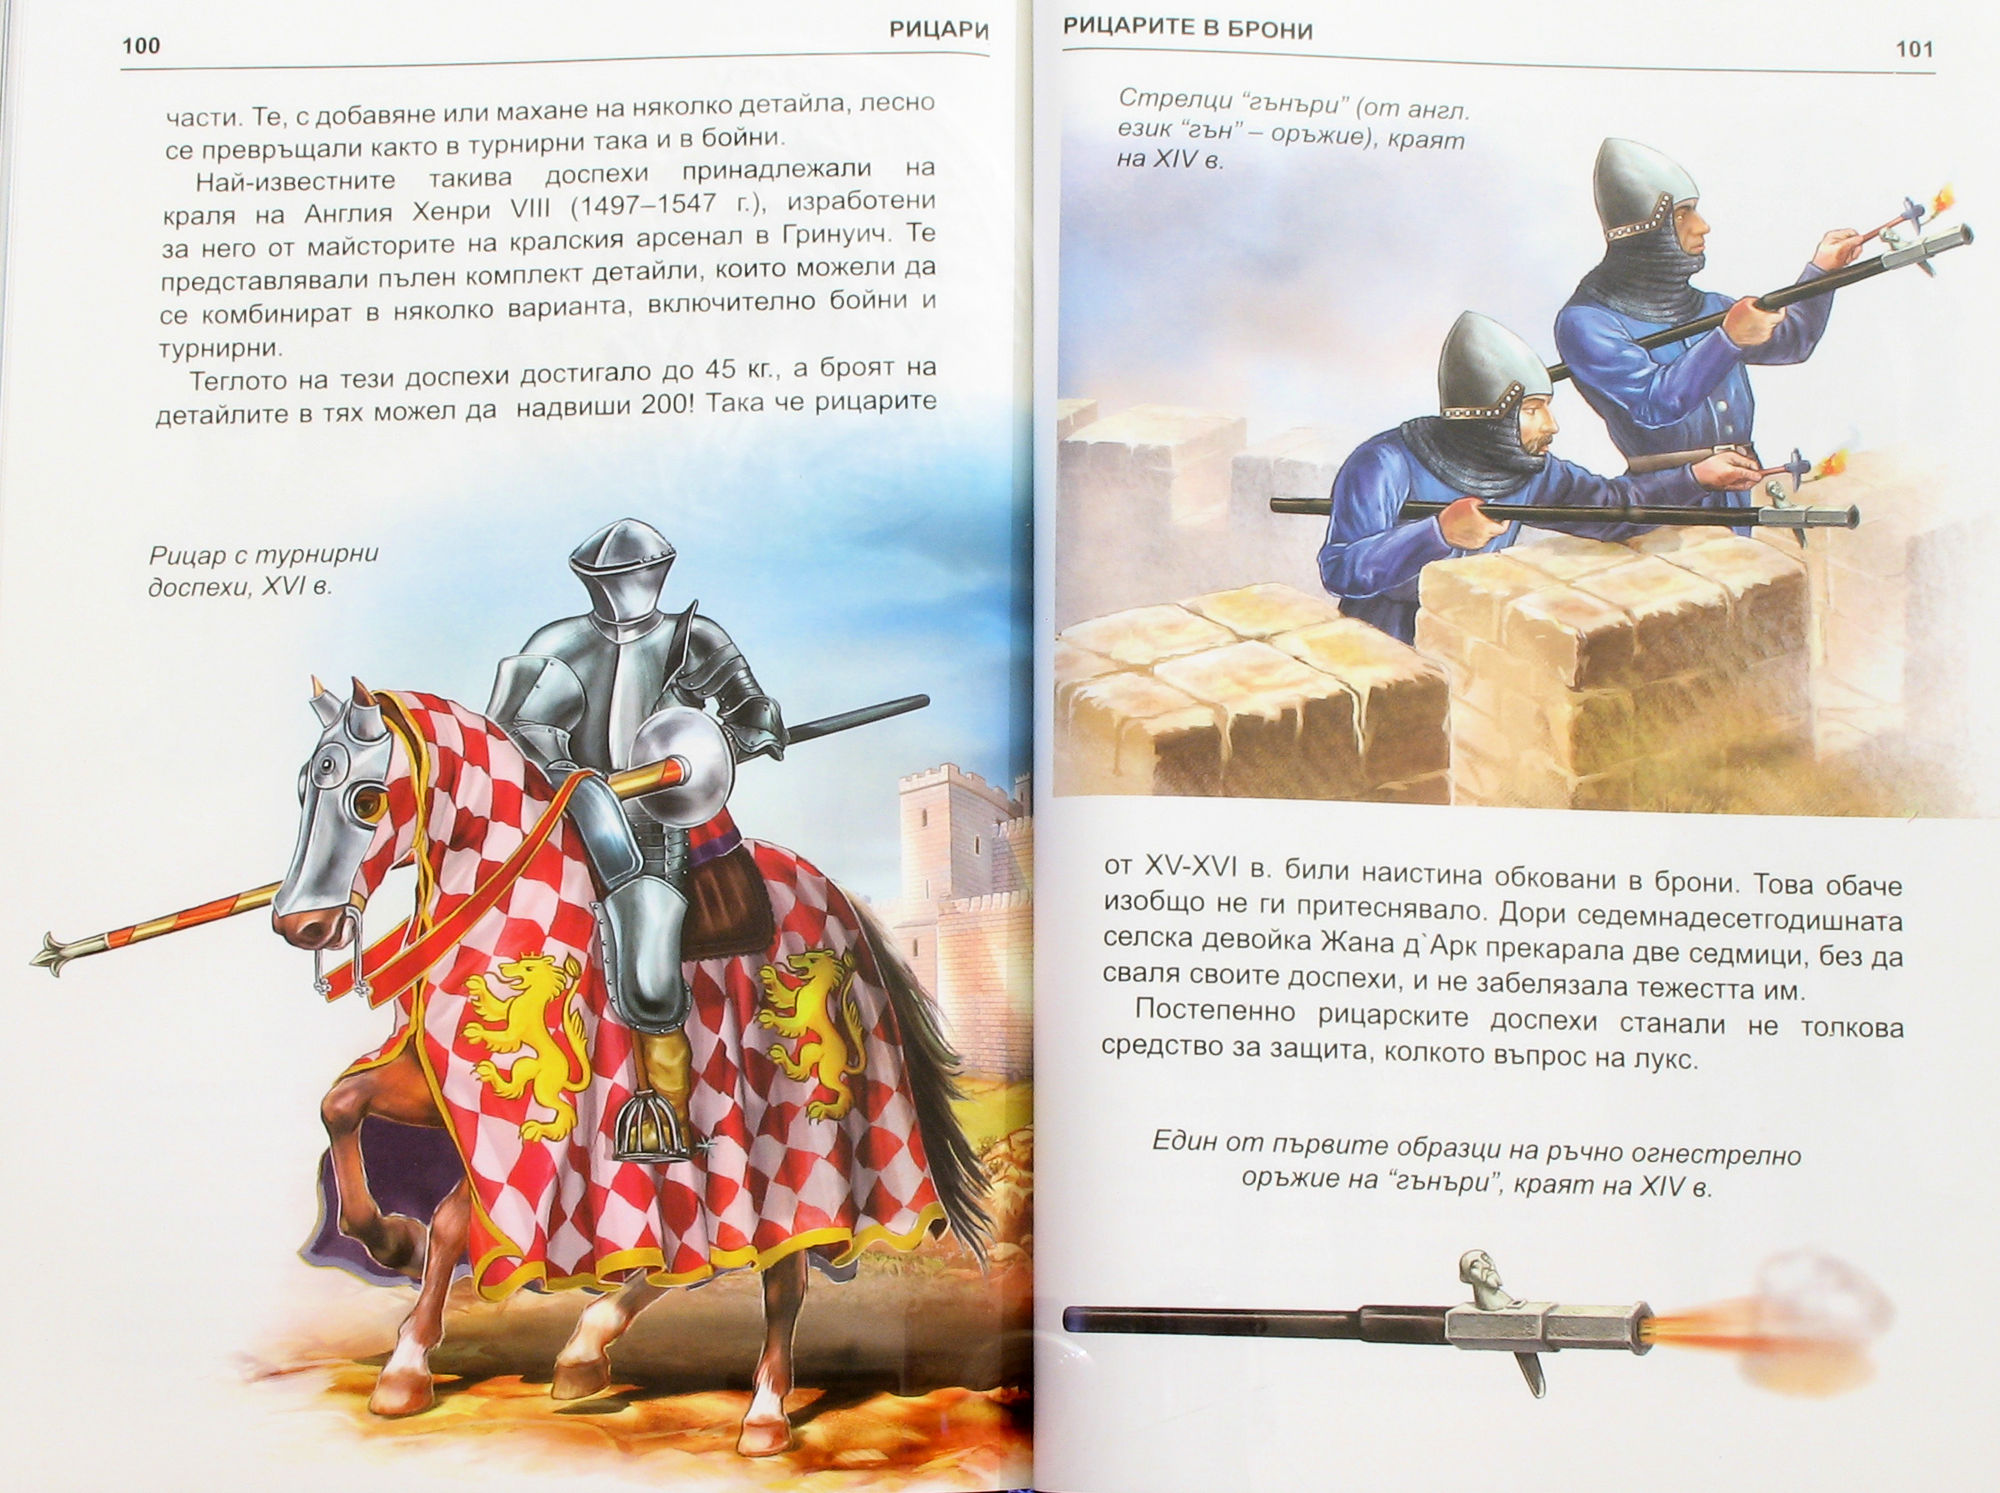 100
РИЦАРИ
части. Те, с добавяне или махане на няколко детайла, лесно
се превръщали както в турнирни така и в бойни.
Най-известните такива доспехи принадлежали на
краля на Англия Хенри VIII (1497–1547 г.), изработени
за него от майсторите на кралския арсенал в Гринуич. Те
представлявали пълен комплект детайли, които можели да
се комбинират в няколко варианта, включително бойни и
турнирни.
Теглото на тези доспехи достигало до 45 кг., а броят на
детайлите в тях можел да надвиши 200! Така че рицарите
Рицар с турнирни
доспехи, XVI в.
РИЦАРИТЕ В БРОНИ
101
Стрелци “гънъри” (от англ.
език “гън” – оръжие), краят
на XIV в.
от XV-XVI в. били наистина обковани в брони. Това обаче
изобщо не ги притеснявало. Дори седемнадесетгодишната
селска девойка Жана д`Арк прекарала две седмици, без да
сваля своите доспехи, и не забелязала тежестта им.
Постепенно рицарските доспехи станали не толкова
средство за защита, колкото въпрос на лукс.
Един от първите образци на ръчно огнестрелно
оръжие на “гънъри”, краят на XIV в.